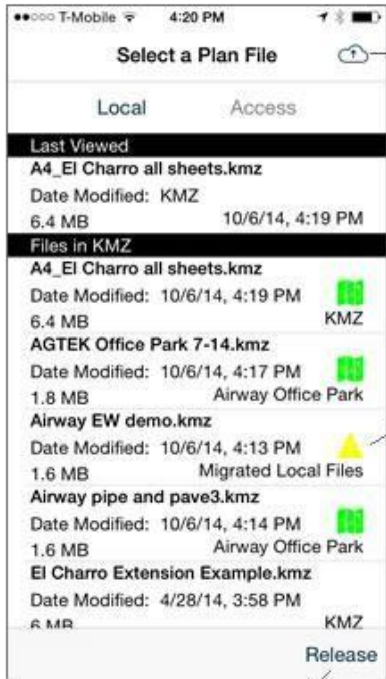 T-Mobile 4:20 PM
Select a Plan File
Local Access
Last Viewed
A4_El Charro all sheets.kmz
Date Modified: KMZ
6.4 MB 10/6/14, 4:19 PM
Files in KMZ
A4_El Charro all sheets.kmz
Date Modified: 10/6/14, 4:19 PM
6.4 MB KMZ
AGTEK Office Park 7-14.kmz
Date Modified: 10/6/14, 4:17 PM
1.8 MB Airway Office Park
Airway EW demo.kmz
Date Modified: 10/6/14, 4:13 PM
1.6 MB Migrated Local Files
Airway pipe and pave3.kmz
Date Modified: 10/6/14, 4:14 PM
1.6 MB Airway Office Park
El Charro Extension Example.kmz
Date Modified: 4/28/14, 3:58 PM
6 MB KMZ
Release